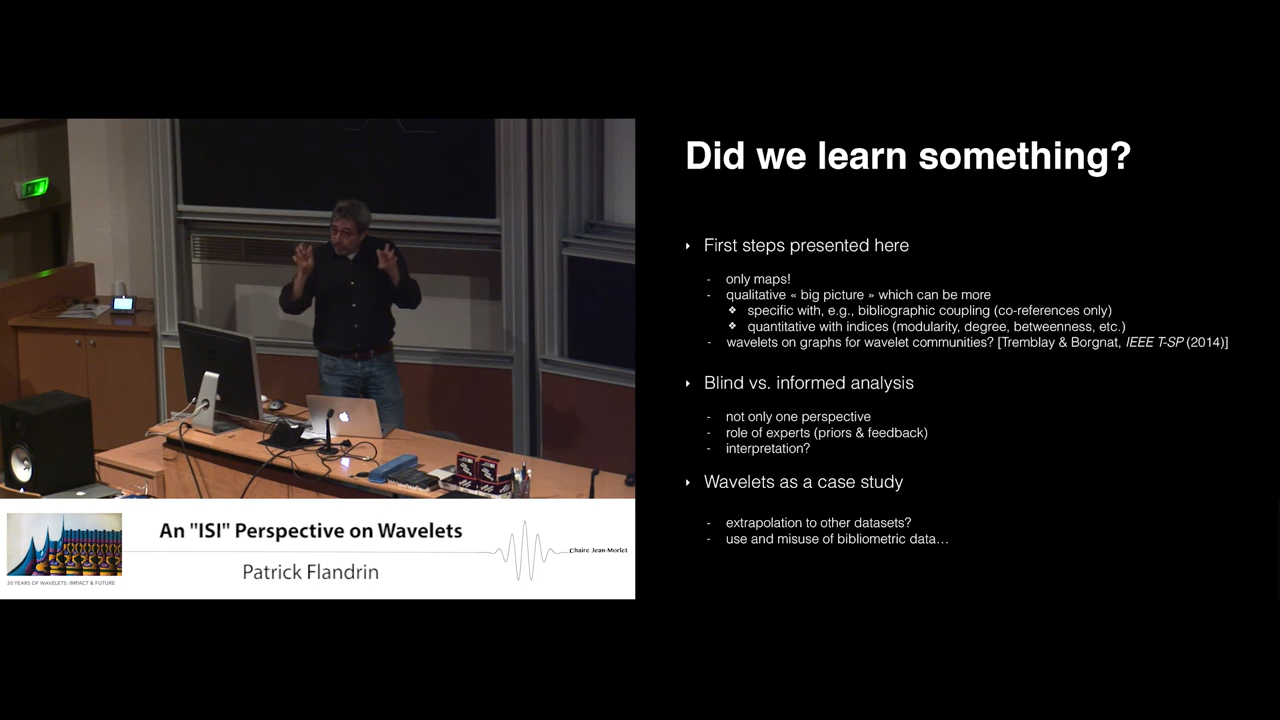 Did we learn something?
‣ First steps presented here
- only maps!
- qualitative « big picture » which can be more
❖ specific with, e.g., bibliographic coupling (co-references only)
❖ quantitative with indices (modularity, degree, betweenness, etc.)
- wavelets on graphs for wavelet communities? [Tremblay & Borgnat, IEEE T-SP (2014)]
‣ Blind vs. informed analysis
- not only one perspective
- role of experts (priors & feedback)
- interpretation?
‣ Wavelets as a case study
- extrapolation to other datasets?
- use and misuse of bibliometric data…
An "ISI" Perspective on Wavelets
Patrick Flandrin
Chaire Jean-Morlet
30 YEARS OF WAVELETS: IMPACT & FUTURE